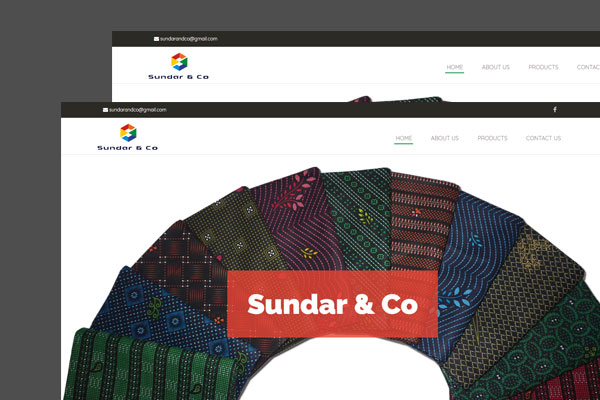 sundarandco@gmail.com
Sundar & Co
HOME ABOUT US PRODUCTS CONTAC
sundarandco@gmail.com
Sundar & Co
HOME ABOUT US PRODUCTS CONTACT US
Sundar & Co